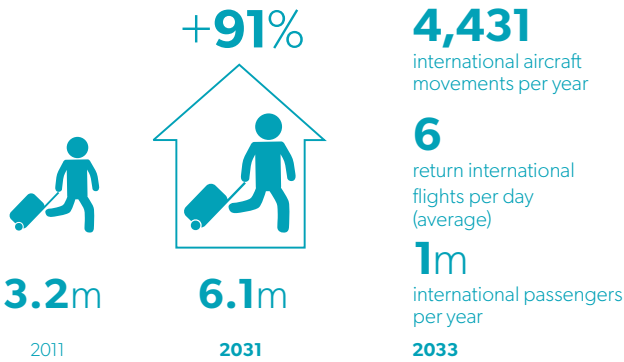 +91%
3.2m
6.1m
2011
2031
4,431
international aircraft
movements per year
6
return international
flights per day
(average)
1m
international passengers
per year
2033